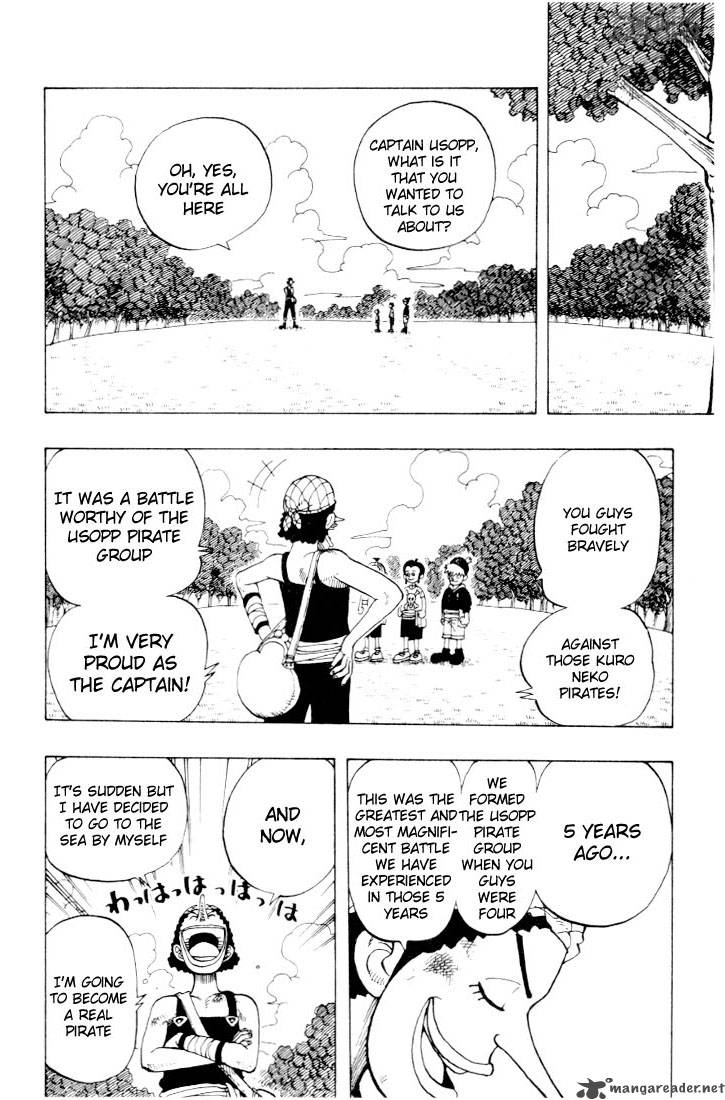 CAPTAIN USOPP,
WHAT IS IT
THAT YOU
WANTED TO
TALK TO US
ABOUT?
OH, YES,
YOU'RE ALL
HERE
YOU GUYS
FOUGHT
BRAVELY
AGAINST
THOSE KURO
NEKO
PIRATES!
IT WAS A BATTLE
WORTHY OF THE
USOPP PIRATE
GROUP
I'M VERY
PROUD AS
THE CAPTAIN!
5 YEARS
AGO...
WE
FORMED
THE USOPP
PIRATE
GROUP
WHEN YOU
GUYS
WERE
FOUR
THIS WAS THE
GREATEST AND
MOST MAGNIFI-
CENT BATTLE
WE HAVE
EXPERIENCED
IN THOSE 5
YEARS
AND
NOW,
IT'S SUDDEN BUT
I HAVE DECIDED
TO GO TO THE
SEA BY MYSELF
わっはっはっはっは
I'M GOING
TO BECOME
A REAL
PIRATE
mangareader.net